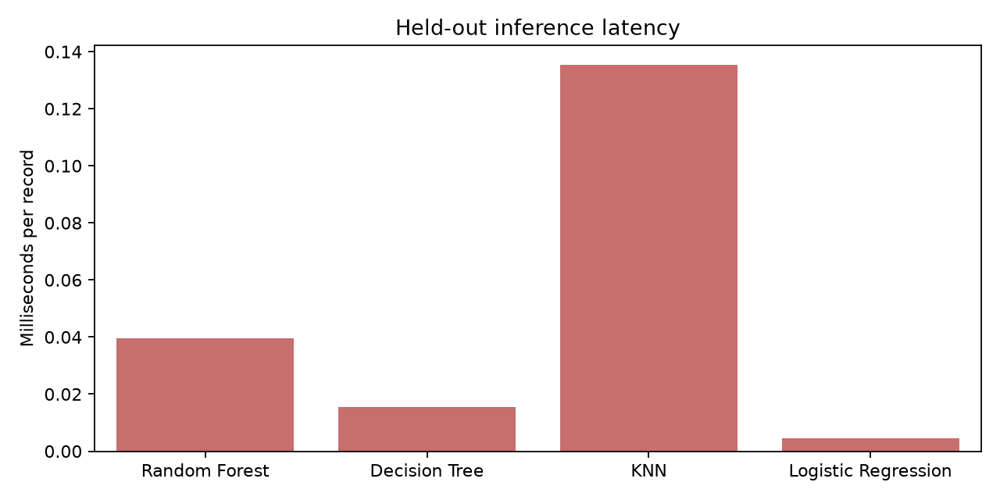 Held-out inference latency
Milliseconds per record
0.14
0.12
0.10
0.08
0.06
0.04
0.02
0.00
Random Forest
Decision Tree
KNN
Logistic Regression